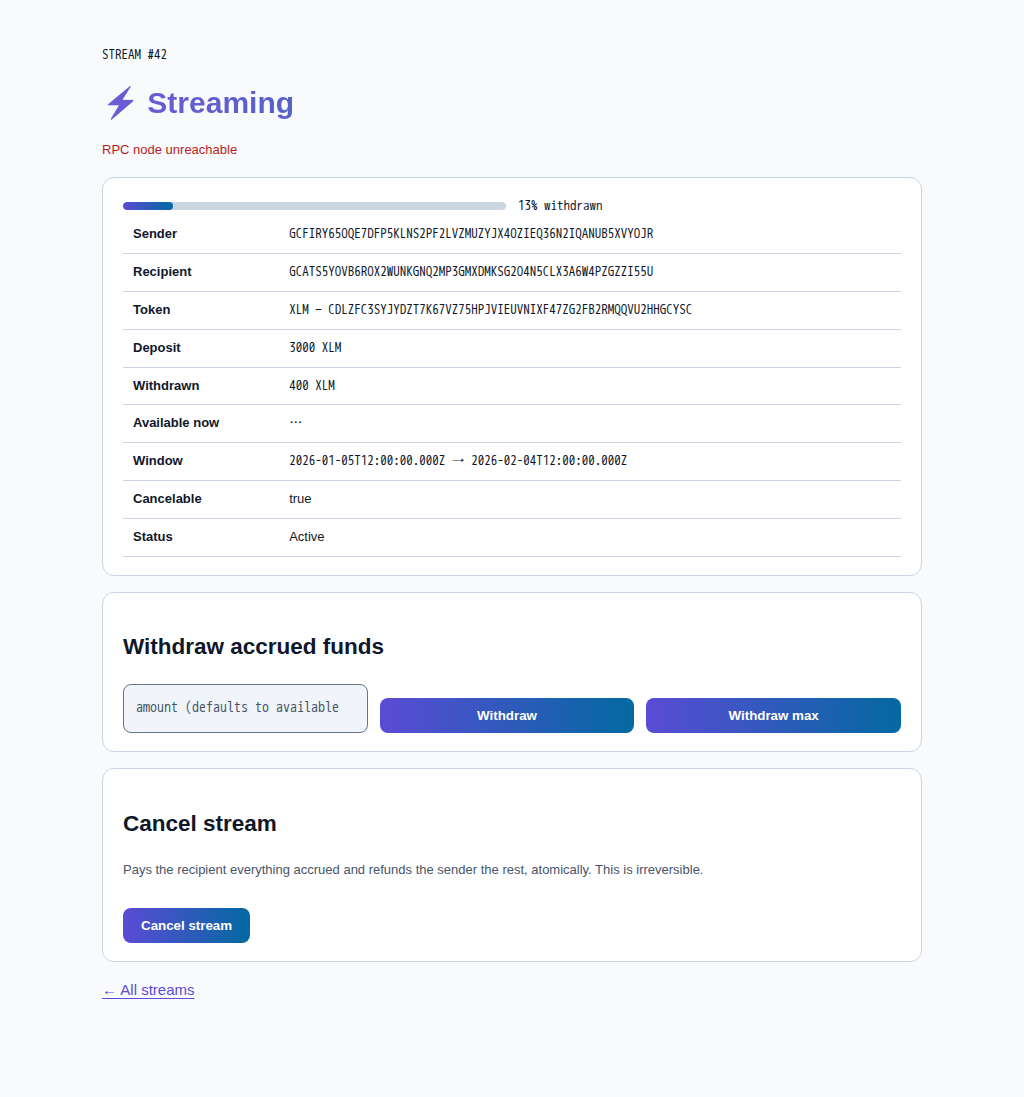 STREAM #42
⚡ Streaming
RPC node unreachable
13% withdrawn
Sender GCFIRY65OQE7DFP5KLNS2PF2LVZMUZYJX4OZIEQ36N2IQANUB5XVYOJR
Recipient GCATS5YOVB6ROX2WUNKGNQ2MP3GMXDMKSG2O4N5CLX3A6W4PZGZZI55U
Token XLM — CDLZFC3SYJYDZT7K67VZ75HPJVIEUVNIXF47ZG2FB2RMQQVU2HHGCYSC
Deposit 3000 XLM
Withdrawn 400 XLM
Available now …
Window 2026-01-05T12:00:00.000Z → 2026-02-04T12:00:00.000Z
Cancelable true
Status Active
Withdraw accrued funds
amount (defaults to available
Withdraw
Withdraw max
Cancel stream
Pays the recipient everything accrued and refunds the sender the rest, atomically. This is irreversible.
Cancel stream
← All streams